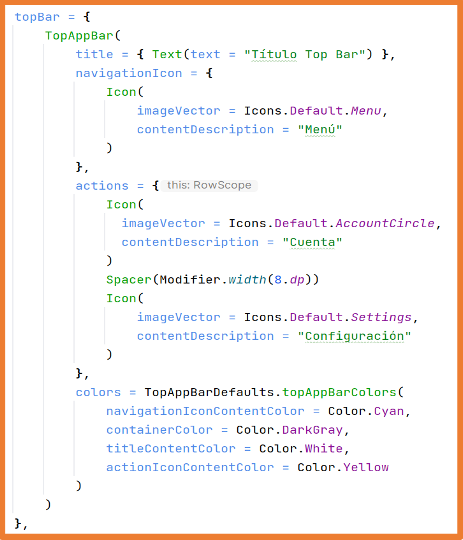 topBar = {
TopAppBar(
title = { Text(text = "Título Top Bar") },
navigationIcon = {
Icon(
imageVector = Icons.Default.Menu,
contentDescription = "Menú"
)
},
actions = { this: RowScope
Icon(
imageVector = Icons.Default.AccountCircle,
contentDescription = "Cuenta"
)
Spacer(Modifier.width(8.dp))
Icon(
imageVector = Icons.Default.Settings,
contentDescription = "Configuración"
)
},
colors = TopAppBarDefaults.topAppBarColors(
navigationIconContentColor = Color.Cyan,
containerColor = Color.DarkGray,
titleContentColor = Color.White,
actionIconContentColor = Color.Yellow
)
)
},